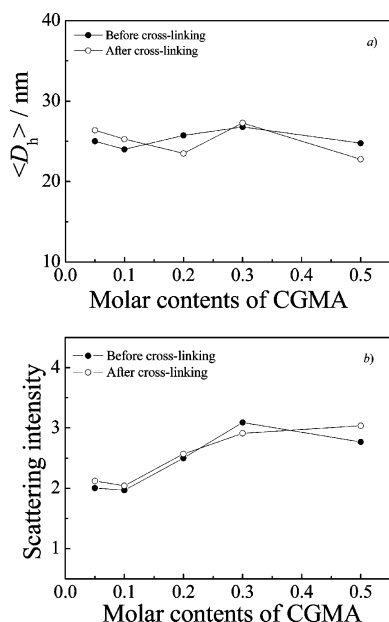 a)
Before cross-linking
After cross-linking
<D_h> / nm
40
30
20
10
0.0 0.1 0.2 0.3 0.4 0.5
Molar contents of CGMA
b)
Before cross-linking
After cross-linking
Scattering intensity
4
3
2
1
0.0 0.1 0.2 0.3 0.4 0.5
Molar contents of CGMA